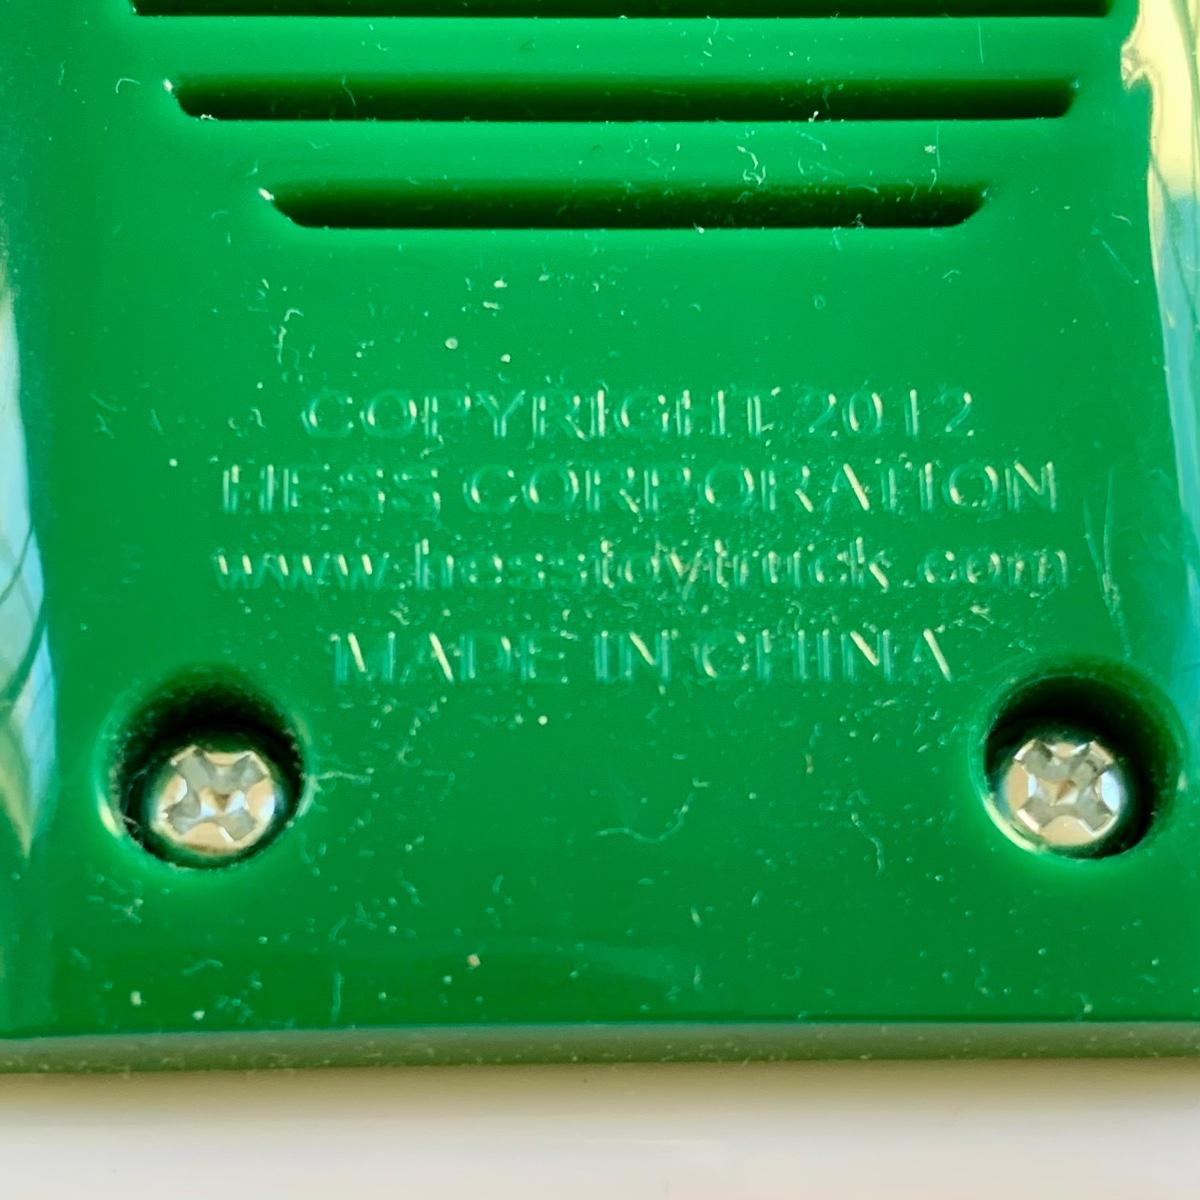 COPYRIGHT 2012
HESS CORPORATION
www.hesstoytruck.com
MADE IN CHINA